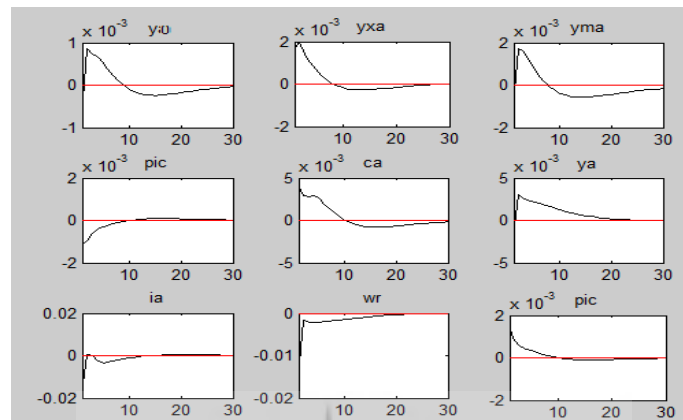 x 10⁻³ x 10⁻³ yxa x 10⁻³ yma
1 2 2
0 0 0
-1 -2 -2
10 20 30 10 20 30 10 20 30
x 10⁻³ pic x 10⁻³ ca x 10⁻³ ya
2 5 5
0 0 0
-2 -5 -5
10 20 30 10 20 30 10 20 30
ia wr x 10⁻³ pic
0.02 0 2
0 -0.01 0
-0.02 -0.02 -2
10 20 30 10 20 30 10 20 30